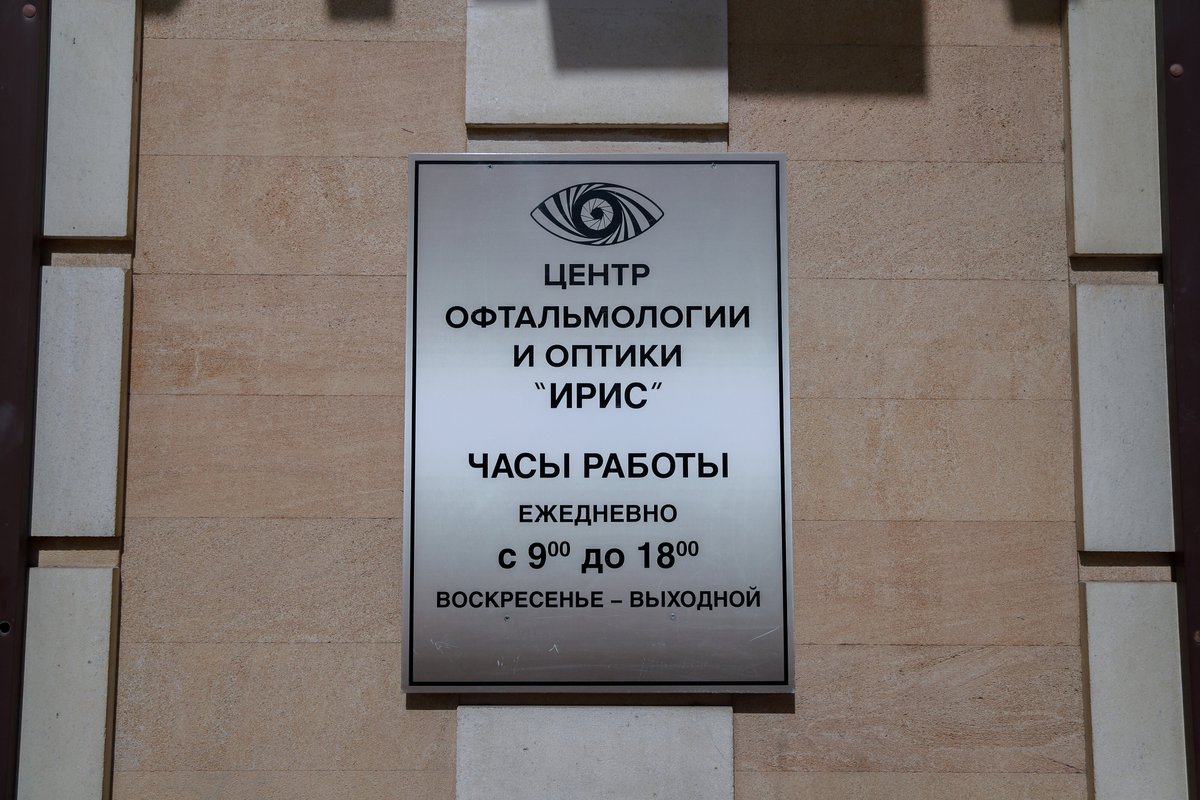 ЦЕНТР
ОФТАЛЬМОЛОГИИ
И ОПТИКИ
"ИРИС"
ЧАСЫ РАБОТЫ
ЕЖЕДНЕВНО
с 9⁰⁰ до 18⁰⁰
ВОСКРЕСЕНЬЕ – ВЫХОДНОЙ